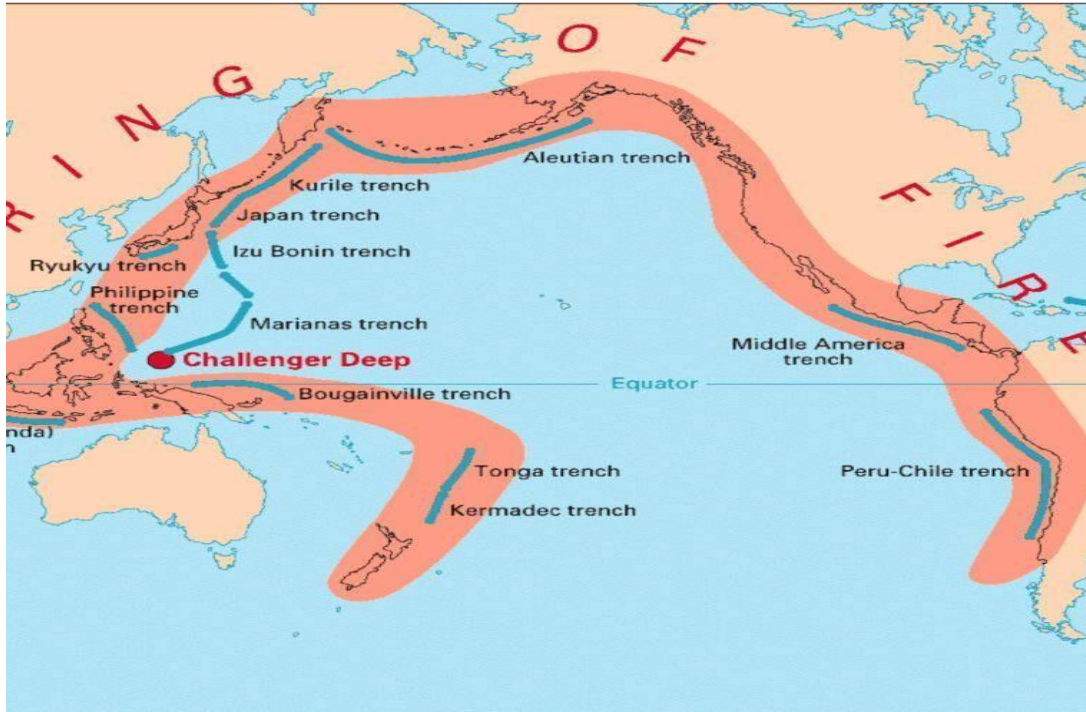 RING OF FIRE
Aleutian trench
Kurile trench
Japan trench
Izu Bonin trench
Ryukyu trench
Philippine
trench
Marianas trench
Challenger Deep
Middle America
trench
Equator
Bougainville trench
nda)
h
Tonga trench
Peru-Chile trench
Kermadec trench